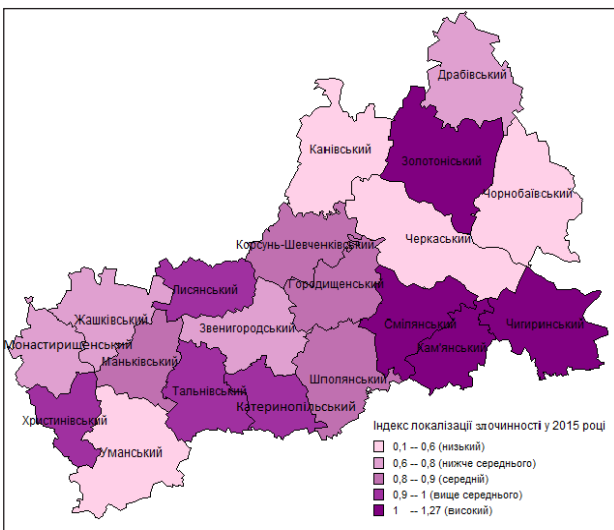 Драбівський
Канівський
Золотоніський
Чорнобаївський
Корсунь-Шевченківський
Черкаський
Лисянський
Городищенський
Жашківський
Звенигородський
Смілянський
Чигиринський
Монастирищенський
Кам'янський
Маньківський
Шполянський
Тальнівський
Катеринопільський
Христинівський
Уманський
Індекс локалізації злочинності у 2015 році
0,1 -- 0,6 (низький)
0,6 -- 0,8 (нижче середнього)
0,8 -- 0,9 (середній)
0,9 -- 1 (вище середнього)
1 -- 1,27 (високий)